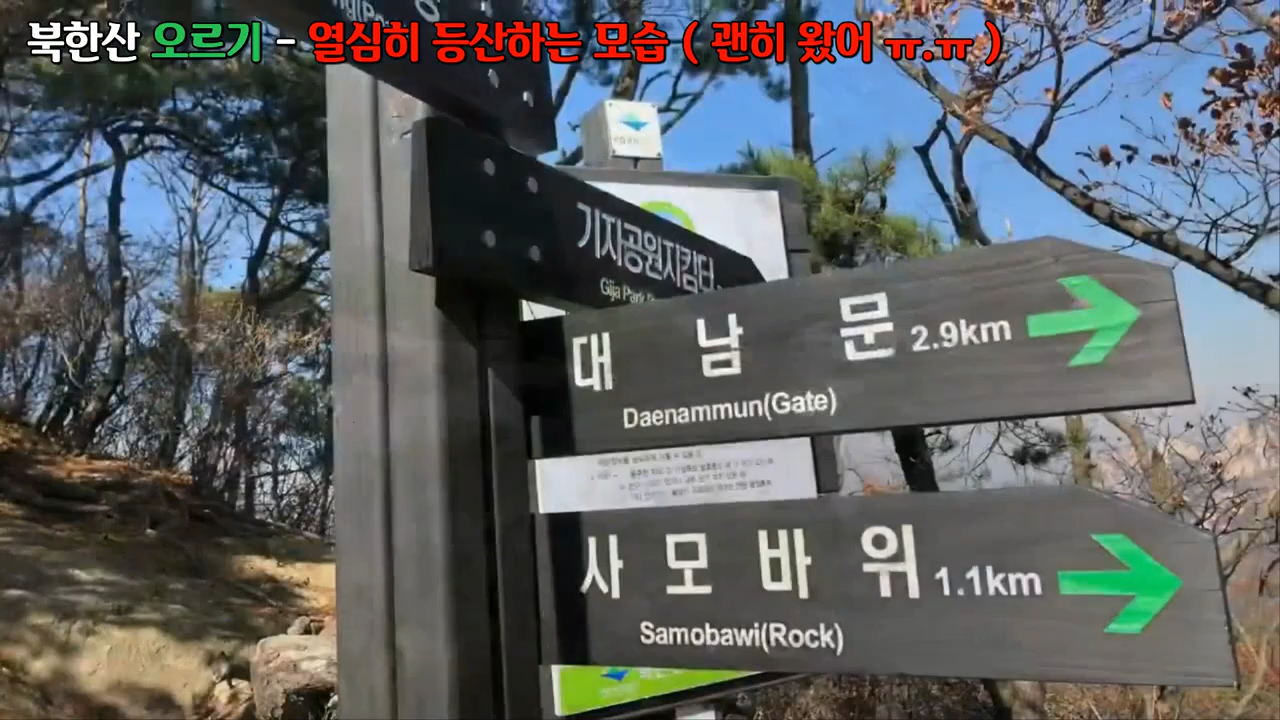 북한산 오르기 - 열심히 등산하는 모습 ( 괜히 왔어 ㅠ.ㅠ )
기자공원지킴터
Gija Park
대남문 2.9km
Daenammun(Gate)
사모바위 1.1km
Samobawi(Rock)